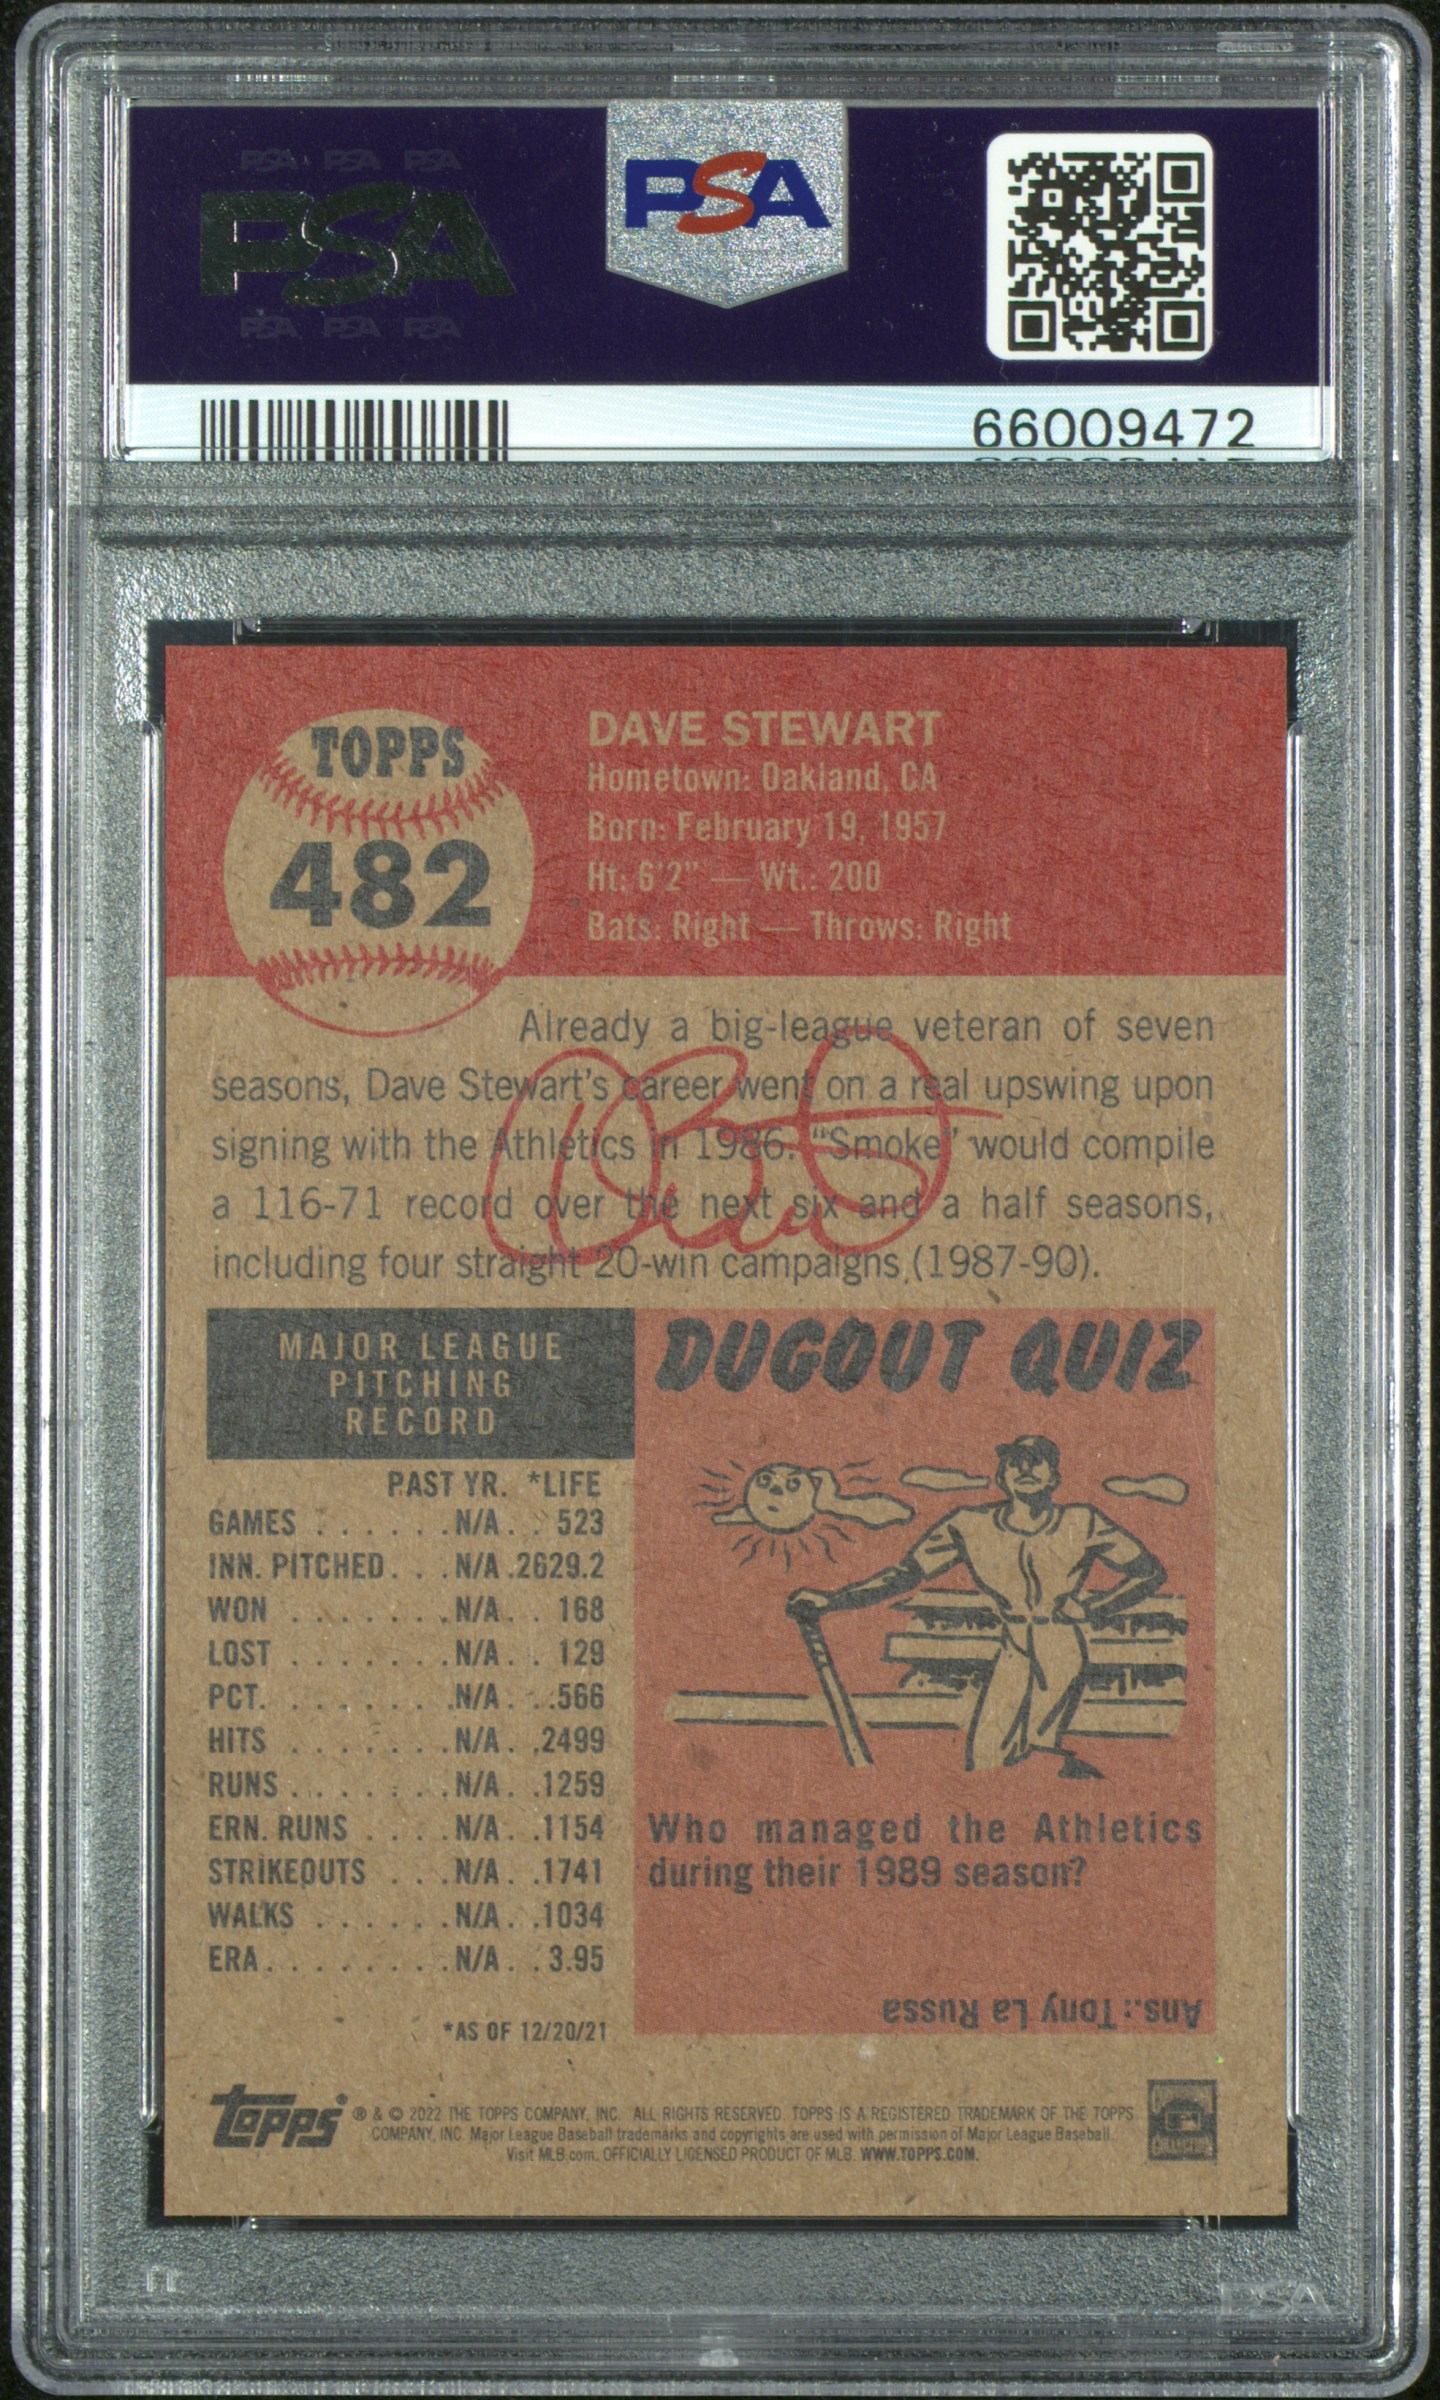 PSA PSA PSA
PSA
PSA PSA PSA
PSA
66009472
TOPPS
482
DAVE STEWART
Hometown: Oakland, CA
Born: February 19, 1957
Ht: 6'2" — Wt.: 200
Bats: Right — Throws: Right
Already a big-league veteran of seven
seasons, Dave Stewart's career went on a real upswing upon
signing with the Athletics in 1986. "Smoke" would compile
a 116-71 record over the next six and a half seasons,
including four straight 20-win campaigns (1987-90).
MAJOR LEAGUE
PITCHING
RECORD
PAST YR. *LIFE
GAMES . . . . . . N/A . . 523
INN. PITCHED . . . N/A . 2629.2
WON . . . . . . . N/A . . 168
LOST . . . . . . . N/A . . 129
PCT. . . . . . . . N/A . . .566
HITS . . . . . . . N/A . . 2499
RUNS . . . . . . . N/A . . 1259
ERN. RUNS . . . . N/A . . 1154
STRIKEOUTS . . . N/A . . 1741
WALKS . . . . . . N/A . . 1034
ERA . . . . . . . . N/A . . 3.95
*AS OF 12/20/21
DUGOUT QUIZ
Who managed the Athletics
during their 1989 season?
Ans.: Tony La Russa
Topps
® & © 2022 THE TOPPS COMPANY, INC. ALL RIGHTS RESERVED. TOPPS IS A REGISTERED TRADEMARK OF THE TOPPS
COMPANY, INC. Major League Baseball trademarks and copyrights are used with permission of Major League Baseball.
Visit MLB.com. OFFICIALLY LICENSED PRODUCT OF MLB. WWW.TOPPS.COM.
PSA